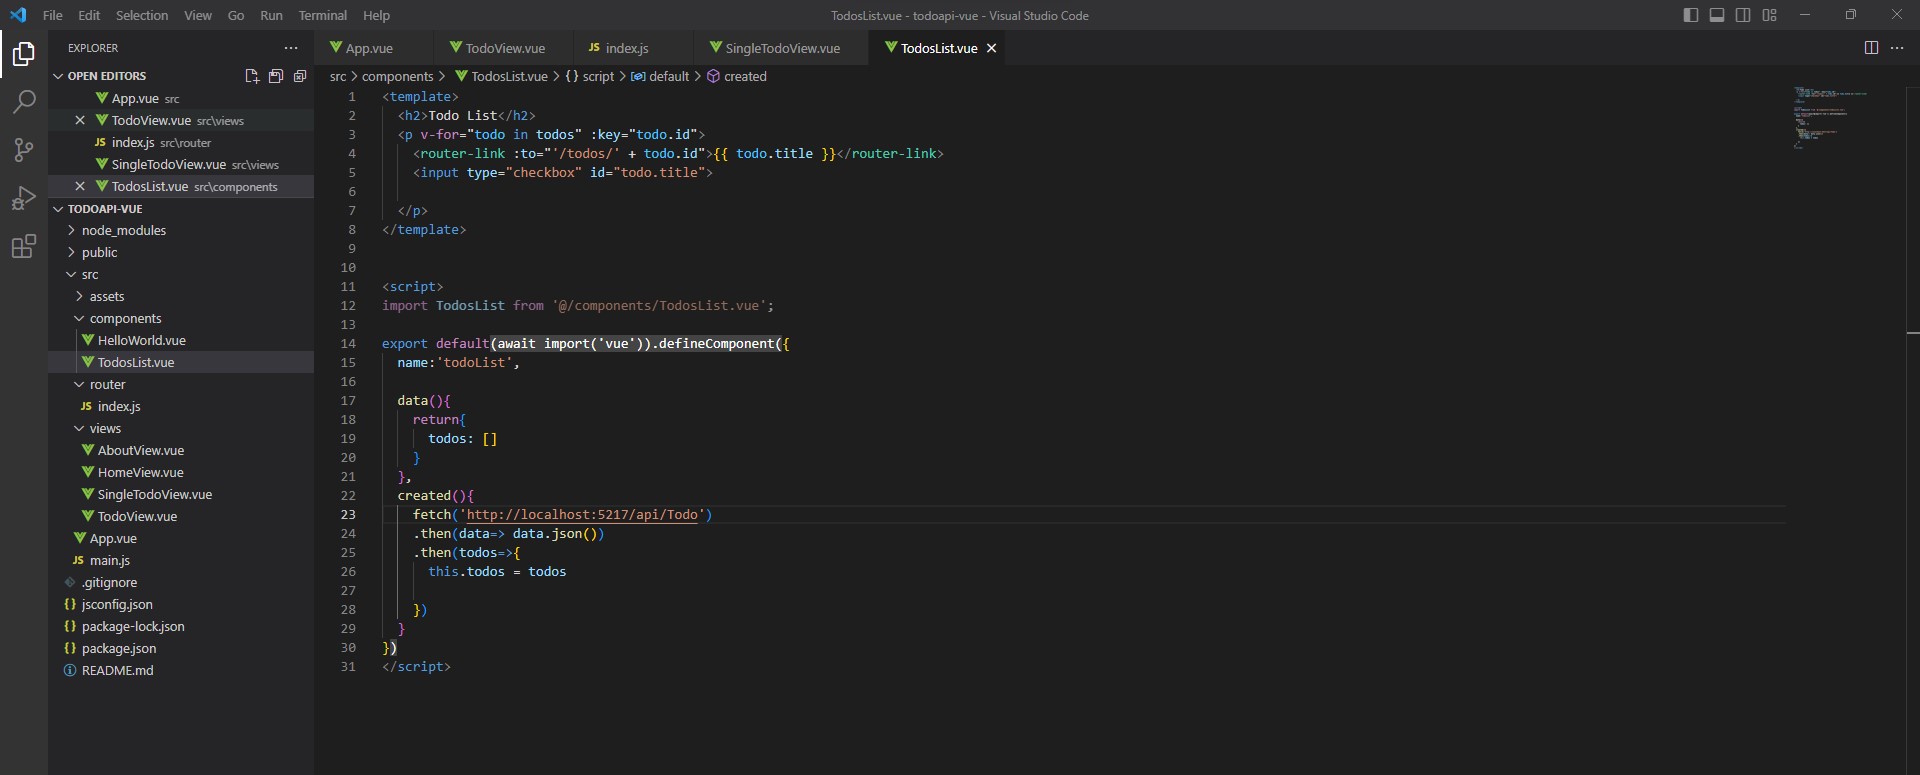 File Edit Selection View Go Run Terminal Help
TodosList.vue - todoapi-vue - Visual Studio Code
EXPLORER
OPEN EDITORS
App.vue src
TodoView.vue src\views
index.js src\router
SingleTodoView.vue src\views
TodosList.vue src\components
TODOAPI-VUE
node_modules
public
src
assets
components
HelloWorld.vue
TodosList.vue
router
JS index.js
views
AboutView.vue
HomeView.vue
SingleTodoView.vue
TodoView.vue
App.vue
JS main.js
.gitignore
{} jsconfig.json
{} package-lock.json
{} package.json
README.md
App.vue
TodoView.vue
JS index.js
SingleTodoView.vue
TodosList.vue
src > components > TodosList.vue > {} script > default > created
1 <template>
2 <h2>Todo List</h2>
3 <p v-for="todo in todos" :key="todo.id">
4 <router-link :to="'/todos/' + todo.id">{{ todo.title }}</router-link>
5 <input type="checkbox" id="todo.title">
6
7 </p>
8 </template>
9
10
11 <script>
12 import TodosList from '@/components/TodosList.vue';
13
14 export default(await import('vue')).defineComponent({
15 name:'todoList',
16
17 data(){
18 return{
19 todos: []
20 }
21 },
22 created(){
23 fetch('http://localhost:5217/api/Todo')
24 .then(data=> data.json())
25 .then(todos=>{
26 this.todos = todos
27
28 })
29 }
30 })
31 </script>